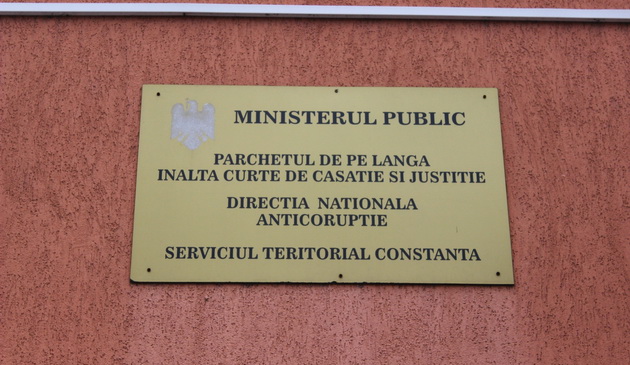 MINISTERUL PUBLIC
PARCHETUL DE PE LANGA
INALTA CURTE DE CASATIE SI JUSTITIE
DIRECTIA NATIONALA
ANTICORUPTIE
SERVICIUL TERITORIAL CONSTANTA